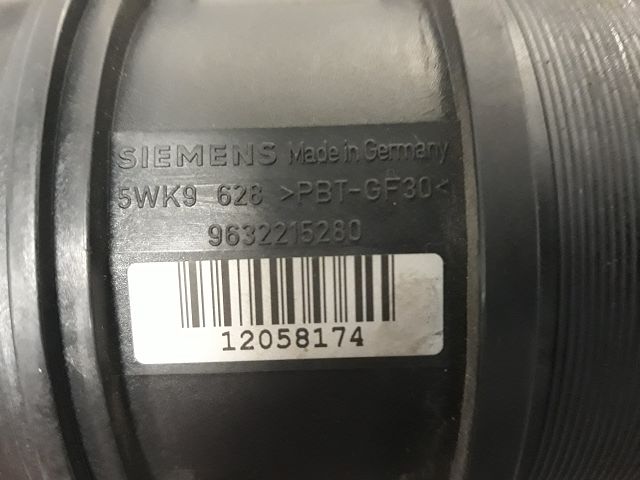 SIEMENS Made in Germany
5WK9 628 >PBT-GF30<
9632215280
12058174